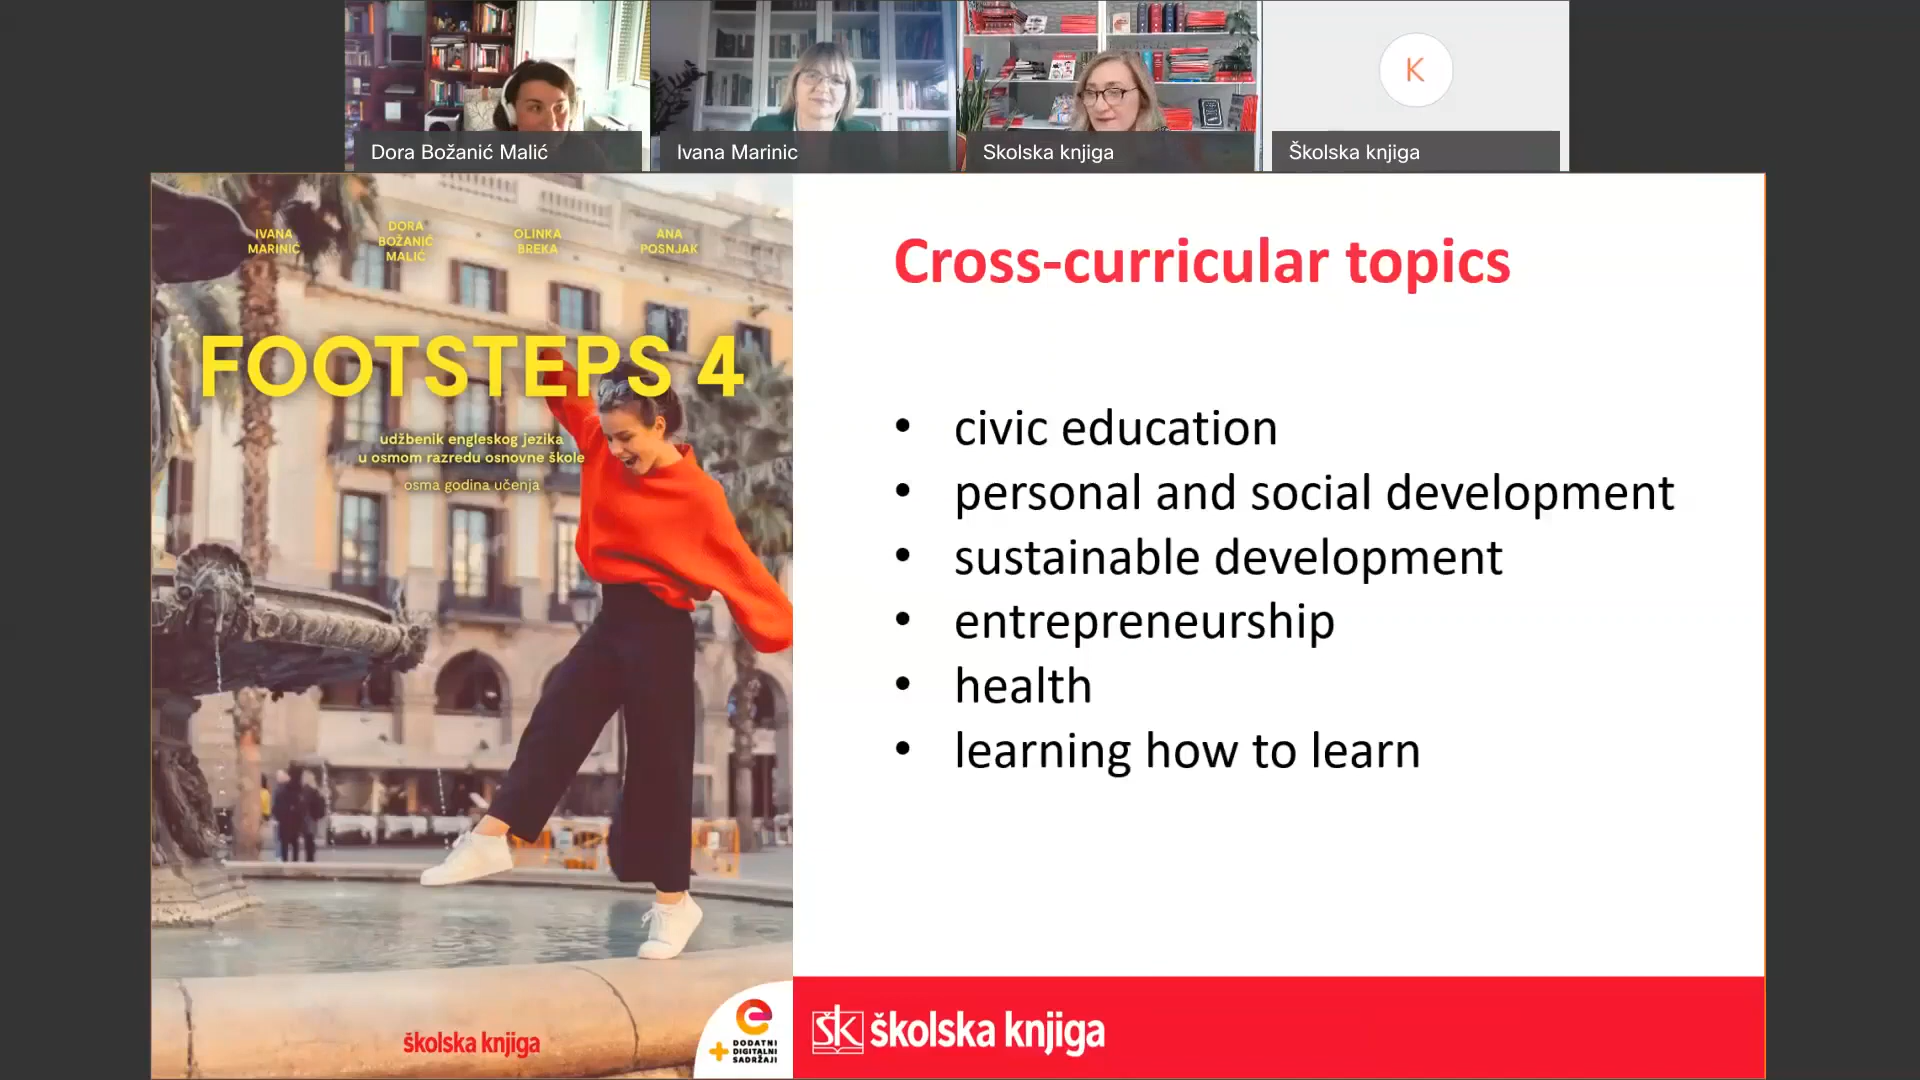 Dora Božanić Malić
Ivana Marinic
Skolska knjiga
K
Školska knjiga
IVANA
MARINIĆ
DORA
BOŽANIĆ
MALIĆ
OLINKA
BREKA
ANA
POSNJAK
FOOTSTEPS 4
udžbenik engleskog jezika
u osmom razredu osnovne škole
osma godina učenja
školska knjiga
e
+ DODATNI
DIGITALNI
SADRŽAJI
Cross-curricular topics
• civic education
• personal and social development
• sustainable development
• entrepreneurship
• health
• learning how to learn
ŠK školska knjiga